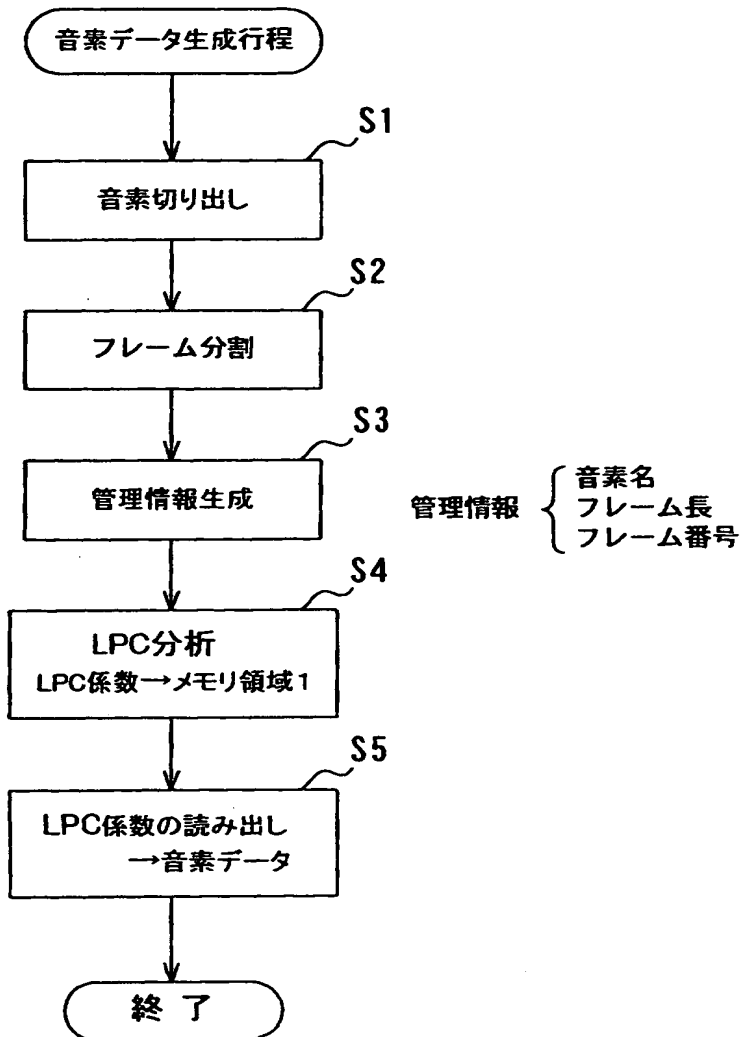 音素データ生成行程
S1
音素切り出し
S2
フレーム分割
S3
管理情報生成
管理情報
音素名
フレーム長
フレーム番号
S4
LPC分析
LPC係数→メモリ領域1
S5
LPC係数の読み出し
→音素データ
終了